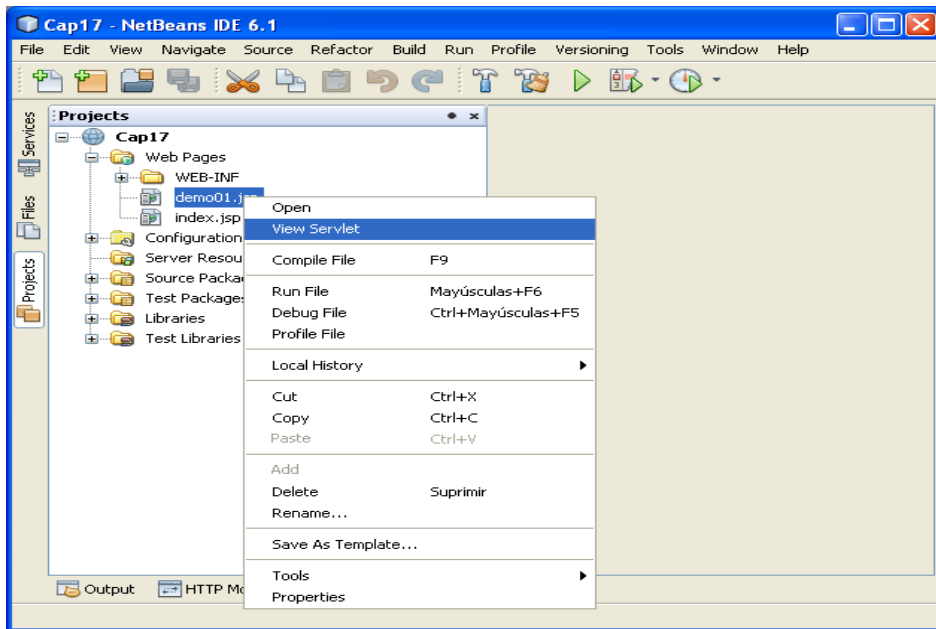 Cap17 - NetBeans IDE 6.1
File Edit View Navigate Source Refactor Build Run Profile Versioning Tools Window Help
Services
Files
Projects
Projects
Cap17
Web Pages
WEB-INF
demo01.jsp
index.jsp
Configuration
Server Resou
Source Packa
Test Packages
Libraries
Test Libraries
Open
View Servlet
Compile File F9
Run File Mayúsculas+F6
Debug File Ctrl+Mayúsculas+F5
Profile File
Local History
Cut Ctrl+X
Copy Ctrl+C
Paste Ctrl+V
Add
Delete Suprimir
Rename...
Save As Template...
Tools
Properties
Output HTTP Mo